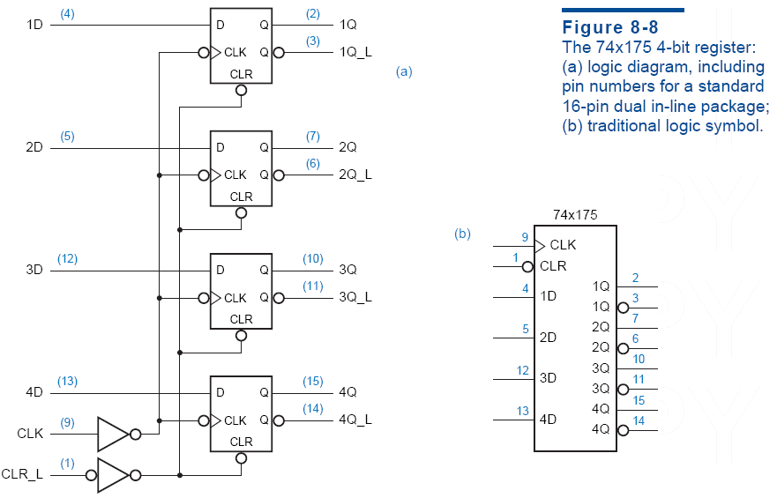 Figure 8-8
The 74x175 4-bit register:
(a) logic diagram, including
pin numbers for a standard
16-pin dual in-line package;
(b) traditional logic symbol.
(a)
1D (4) D Q (2) 1Q
CLK Q (3) 1Q_L
CLR
2D (5) D Q (7) 2Q
CLK Q (6) 2Q_L
CLR
3D (12) D Q (10) 3Q
CLK Q (11) 3Q_L
CLR
4D (13) D Q (15) 4Q
CLK Q (14) 4Q_L
CLR
CLK (9)
CLR_L (1)
(b)
74x175
9 CLK
1 CLR
4 1D
5 2D
12 3D
13 4D
1Q 2
1Q 3
2Q 7
2Q 6
3Q 10
3Q 11
4Q 15
4Q 14